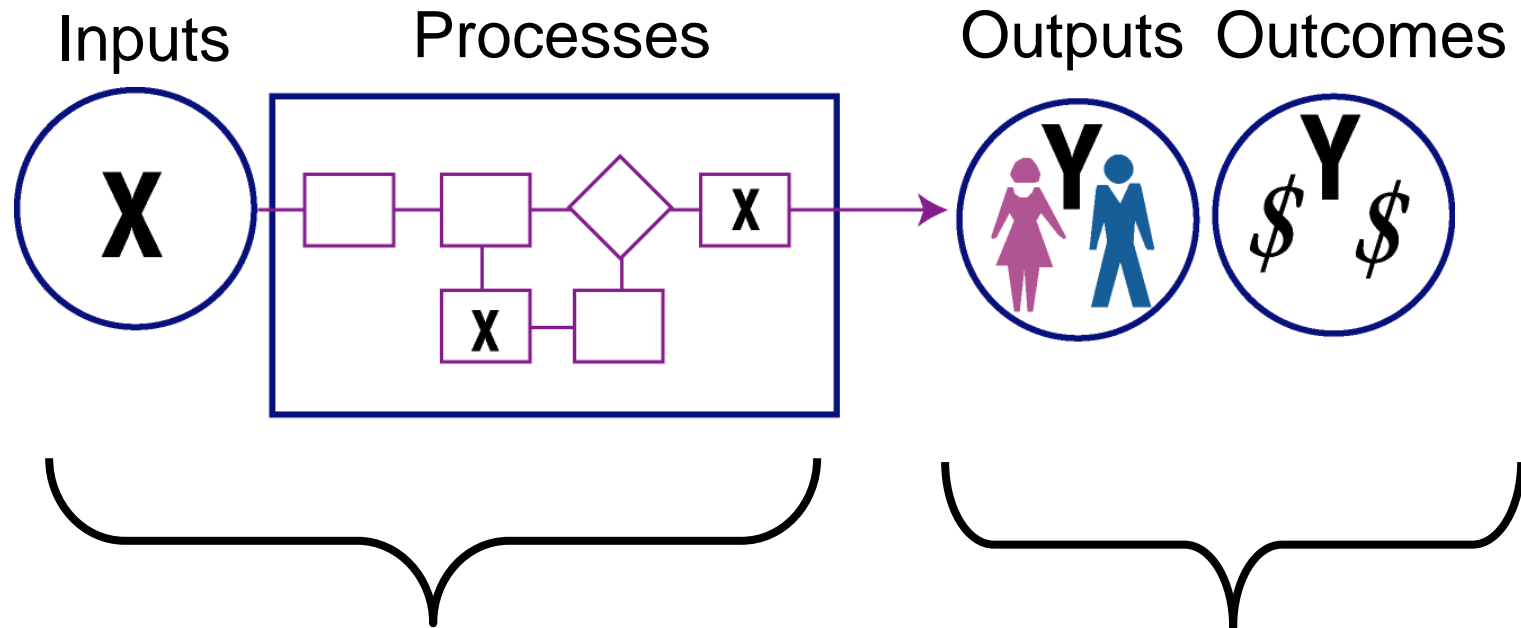 Inputs Processes Outputs Outcomes
X
X
X
Y
Y
$ $